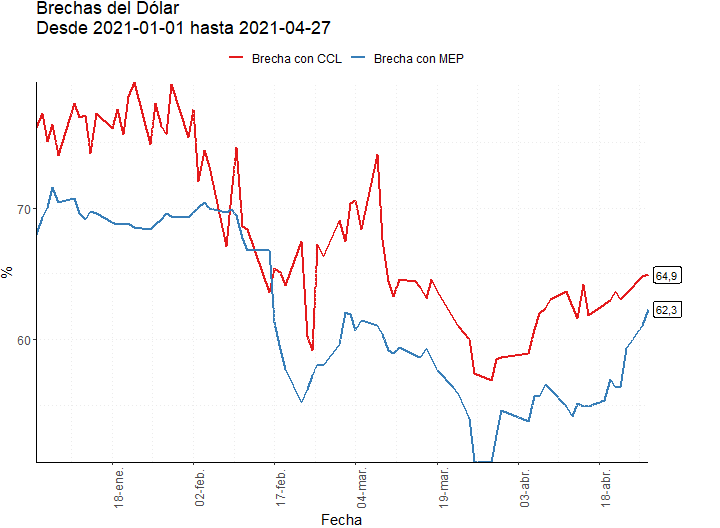 Brechas del Dólar
Desde 2021-01-01 hasta 2021-04-27
Brecha con CCL
Brecha con MEP
%
70
60
64,9
62,3
18-ene.
02-feb.
17-feb.
04-mar.
19-mar.
03-abr.
18-abr.
Fecha